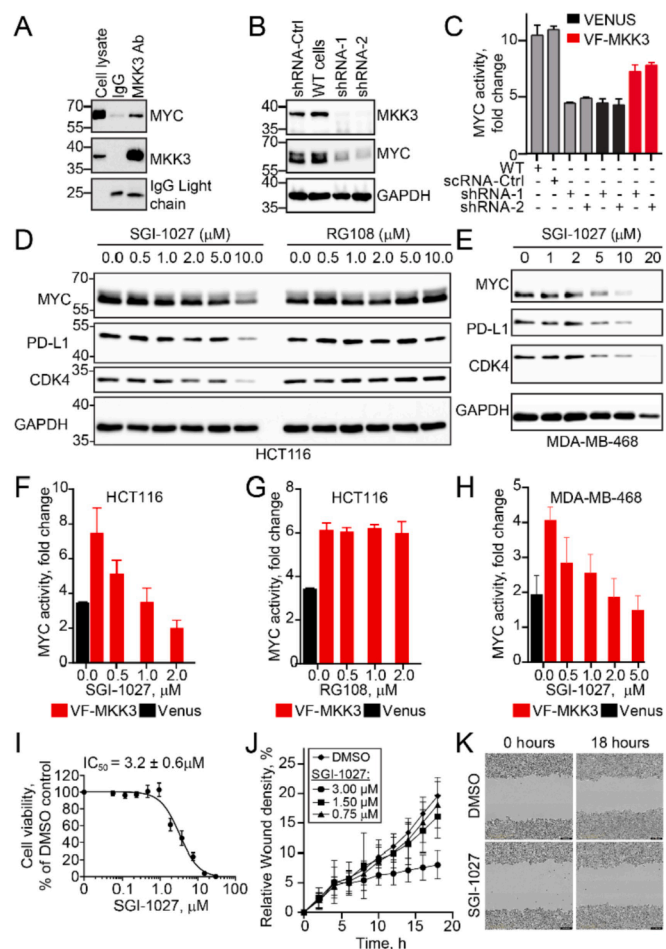 A
Cell lysate
IgG
MKK3 Ab
70
55
MYC
40
35
MKK3
25
IgG Light
chain
B
shRNA-Ctrl
WT cells
shRNA-1
shRNA-2
40
35
MKK3
70
55
MYC
40
35
GAPDH
C
VENUS
VF-MKK3
MYC activity,
fold change
10
5
0
WT
scRNA-Ctrl
shRNA-1
shRNA-2
D
SGI-1027 (μM)
RG108 (μM)
0.0 0.5 1.0 2.0 5.0 10.0
0.0 0.5 1.0 2.0 5.0 10.0
70
MYC
55
55
PD-L1
40
35
CDK4
40
GAPDH
35
HCT116
E
SGI-1027 (μM)
0 1 2 5 10 20
MYC
PD-L1
CDK4
GAPDH
MDA-MB-468
F
HCT116
MYC activity, fold change
8
6
4
2
0
0.0 0.5 1.0 2.0
SGI-1027, μM
VF-MKK3 Venus
G
HCT116
MYC activity, fold change
8
6
4
2
0
0.0 0.5 1.0 2.0
RG108, μM
VF-MKK3 Venus
H
MDA-MB-468
MYC activity, fold change
5
4
3
2
1
0
0.0 0.5 1.0 2.0 5.0
SGI-1027, μM
VF-MKK3 Venus
I
IC50 = 3.2 ± 0.6μM
Cell viability,
% of DMSO control
120
100
80
60
40
20
0
0 0.1 1.0 10 100
SGI-1027, μM
J
Relative Wound density, %
25
20
15
10
5
0
DMSO
SGI-1027:
3.00 μM
1.50 μM
0.75 μM
0 5 10 15 20
Time, h
K
0 hours 18 hours
DMSO
SGI-1027